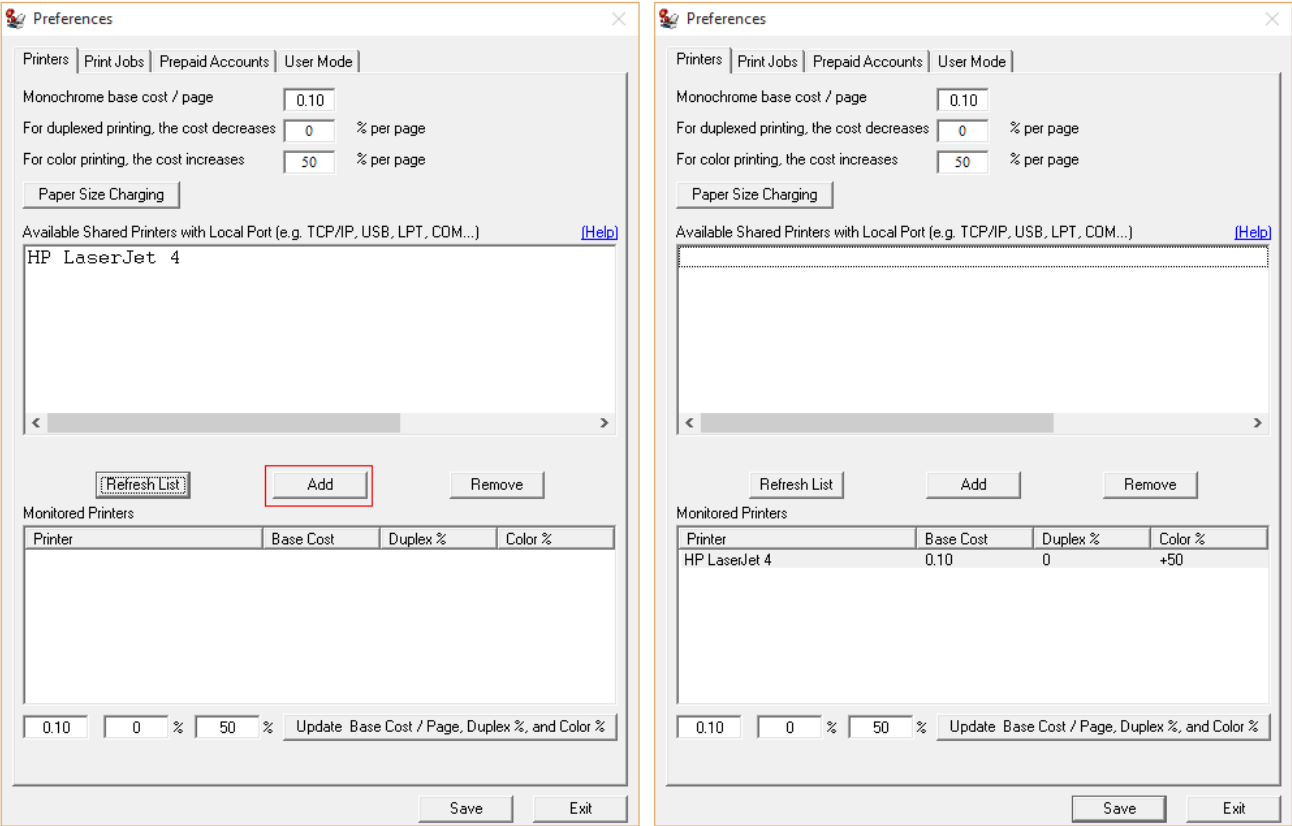 Preferences
Printers Print Jobs Prepaid Accounts User Mode
Monochrome base cost / page 0.10
For duplexed printing, the cost decreases 0 % per page
For color printing, the cost increases 50 % per page
Paper Size Charging
Available Shared Printers with Local Port (e.g. TCP/IP, USB, LPT, COM...) (Help)
HP LaserJet 4
Refresh List Add Remove
Monitored Printers
Printer Base Cost Duplex % Color %
0.10 0 % 50 % Update Base Cost / Page, Duplex %, and Color %
Save Exit
Preferences
Printers Print Jobs Prepaid Accounts User Mode
Monochrome base cost / page 0.10
For duplexed printing, the cost decreases 0 % per page
For color printing, the cost increases 50 % per page
Paper Size Charging
Available Shared Printers with Local Port (e.g. TCP/IP, USB, LPT, COM...) (Help)
Refresh List Add Remove
Monitored Printers
Printer Base Cost Duplex % Color %
HP LaserJet 4 0.10 0 +50
0.10 0 % 50 % Update Base Cost / Page, Duplex %, and Color %
Save Exit